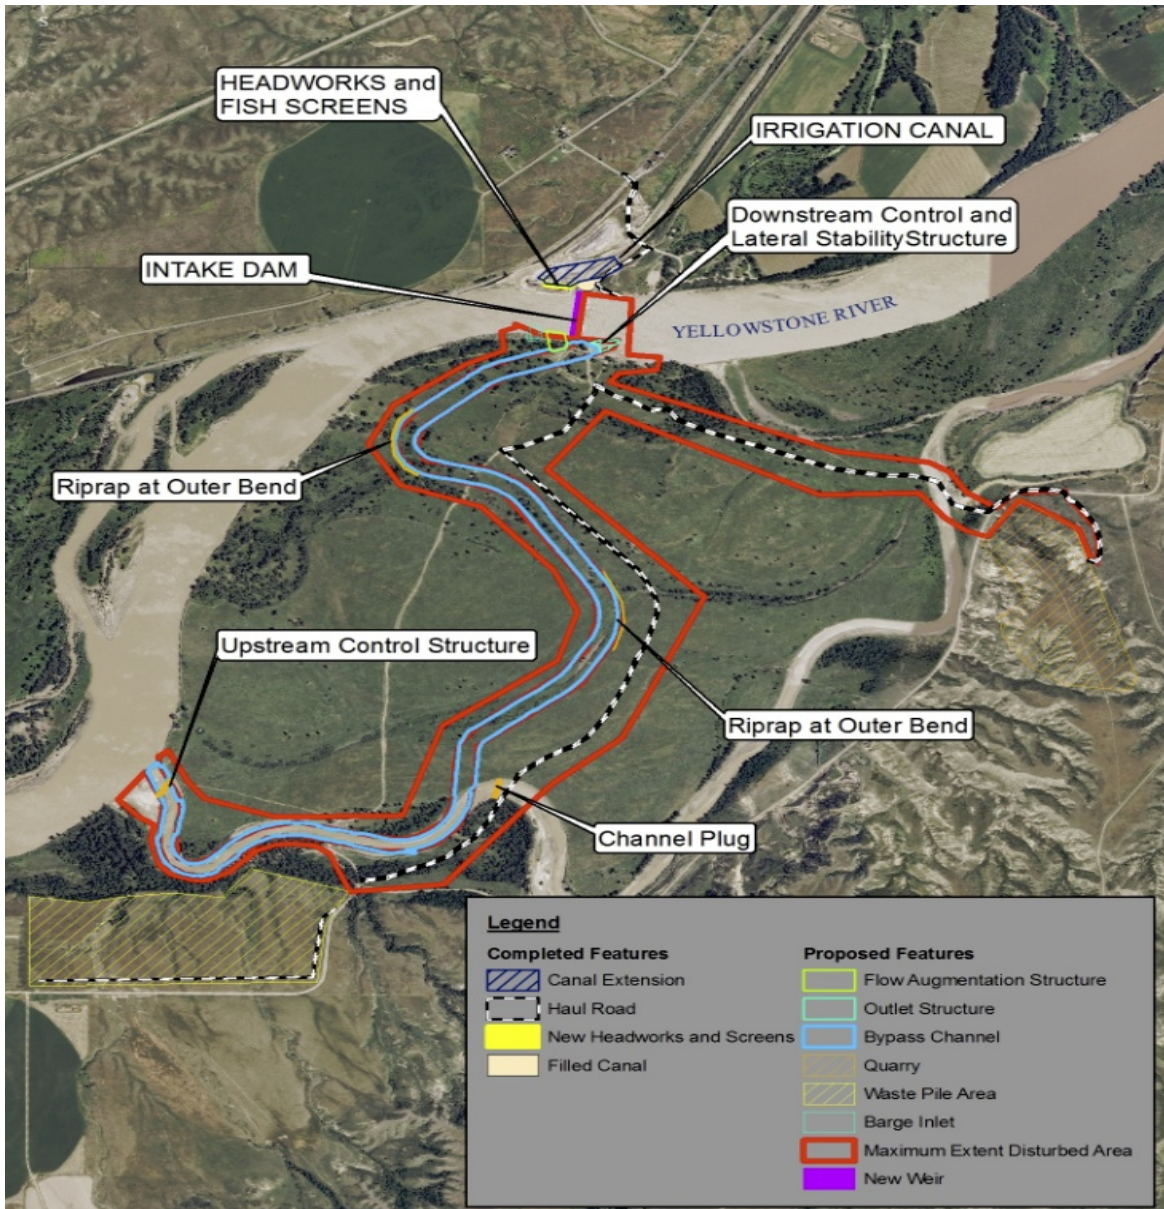 HEADWORKS and
FISH SCREENS
IRRIGATION CANAL
Downstream Control and
Lateral StabilityStructure
INTAKE DAM
YELLOWSTONE RIVER
Riprap at Outer Bend
Upstream Control Structure
Riprap at Outer Bend
Channel Plug
Legend
Completed Features
Canal Extension
Haul Road
New Headworks and Screens
Filled Canal
Proposed Features
Flow Augmentation Structure
Outlet Structure
Bypass Channel
Quarry
Waste Pile Area
Barge Inlet
Maximum Extent Disturbed Area
New Weir